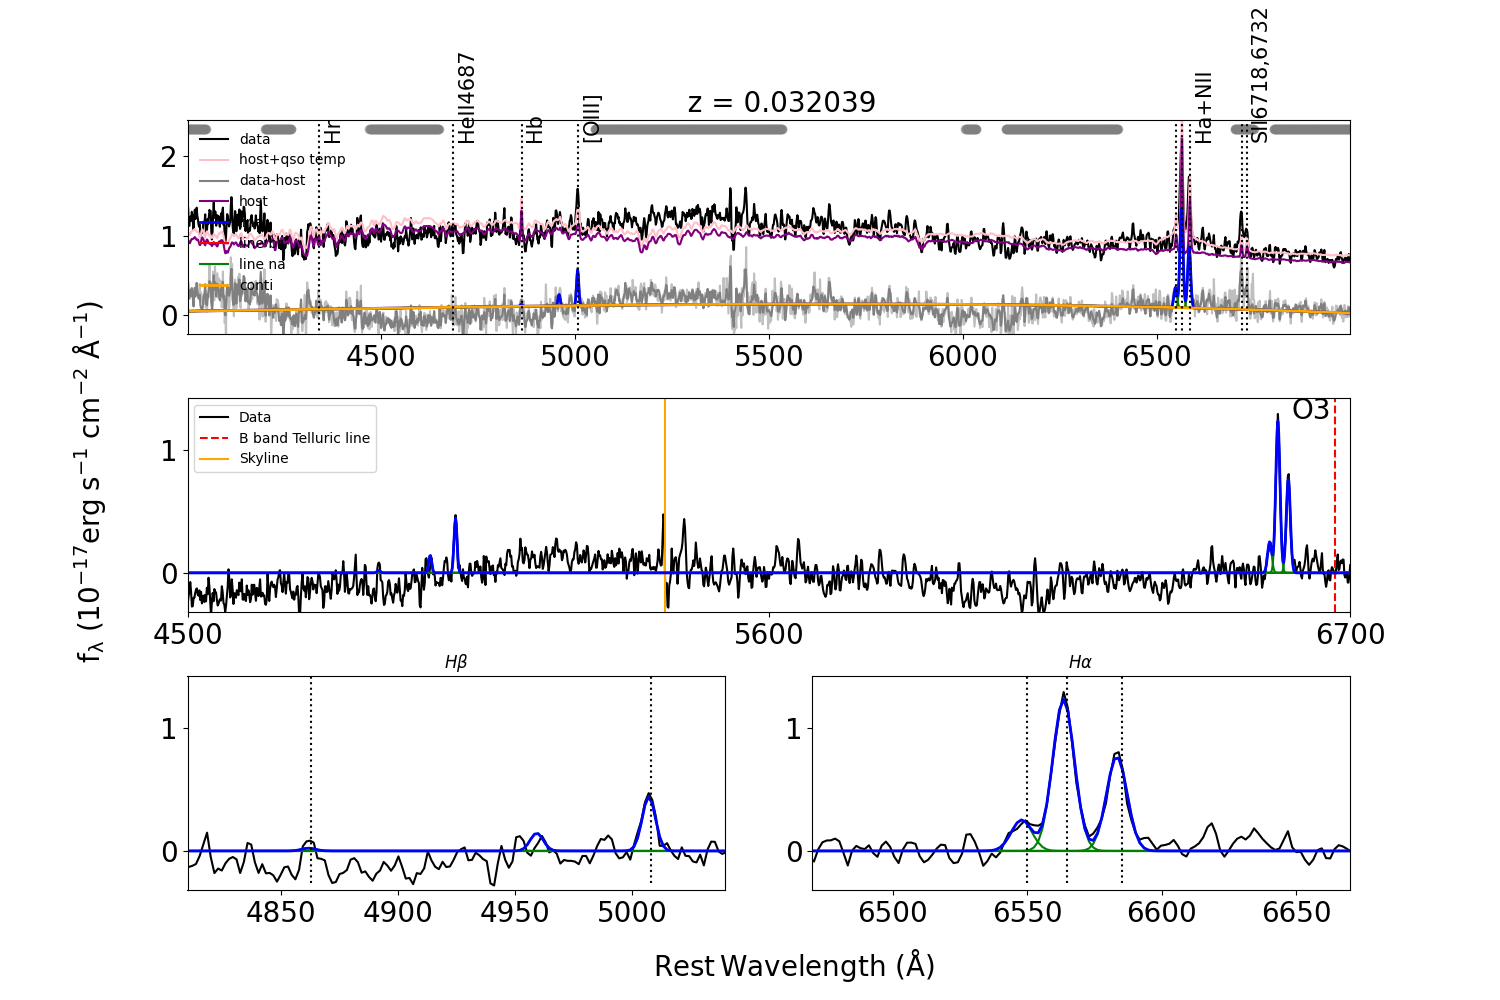 z = 0.032039
Hr
HeII4687
Hb
[OIII]
Ha+NII
SII6718,6732
data
host+qso temp
data-host
host
line na
conti
2
1
0
4500
5000
5500
6000
6500
fλ (10−17erg s−1 cm−2 Å−1)
Data
B band Telluric line
Skyline
O3
1
0
4500
5600
6700
Hβ
1
0
4850
4900
4950
5000
Hα
1
0
6500
6550
6600
6650
Rest Wavelength (Å)